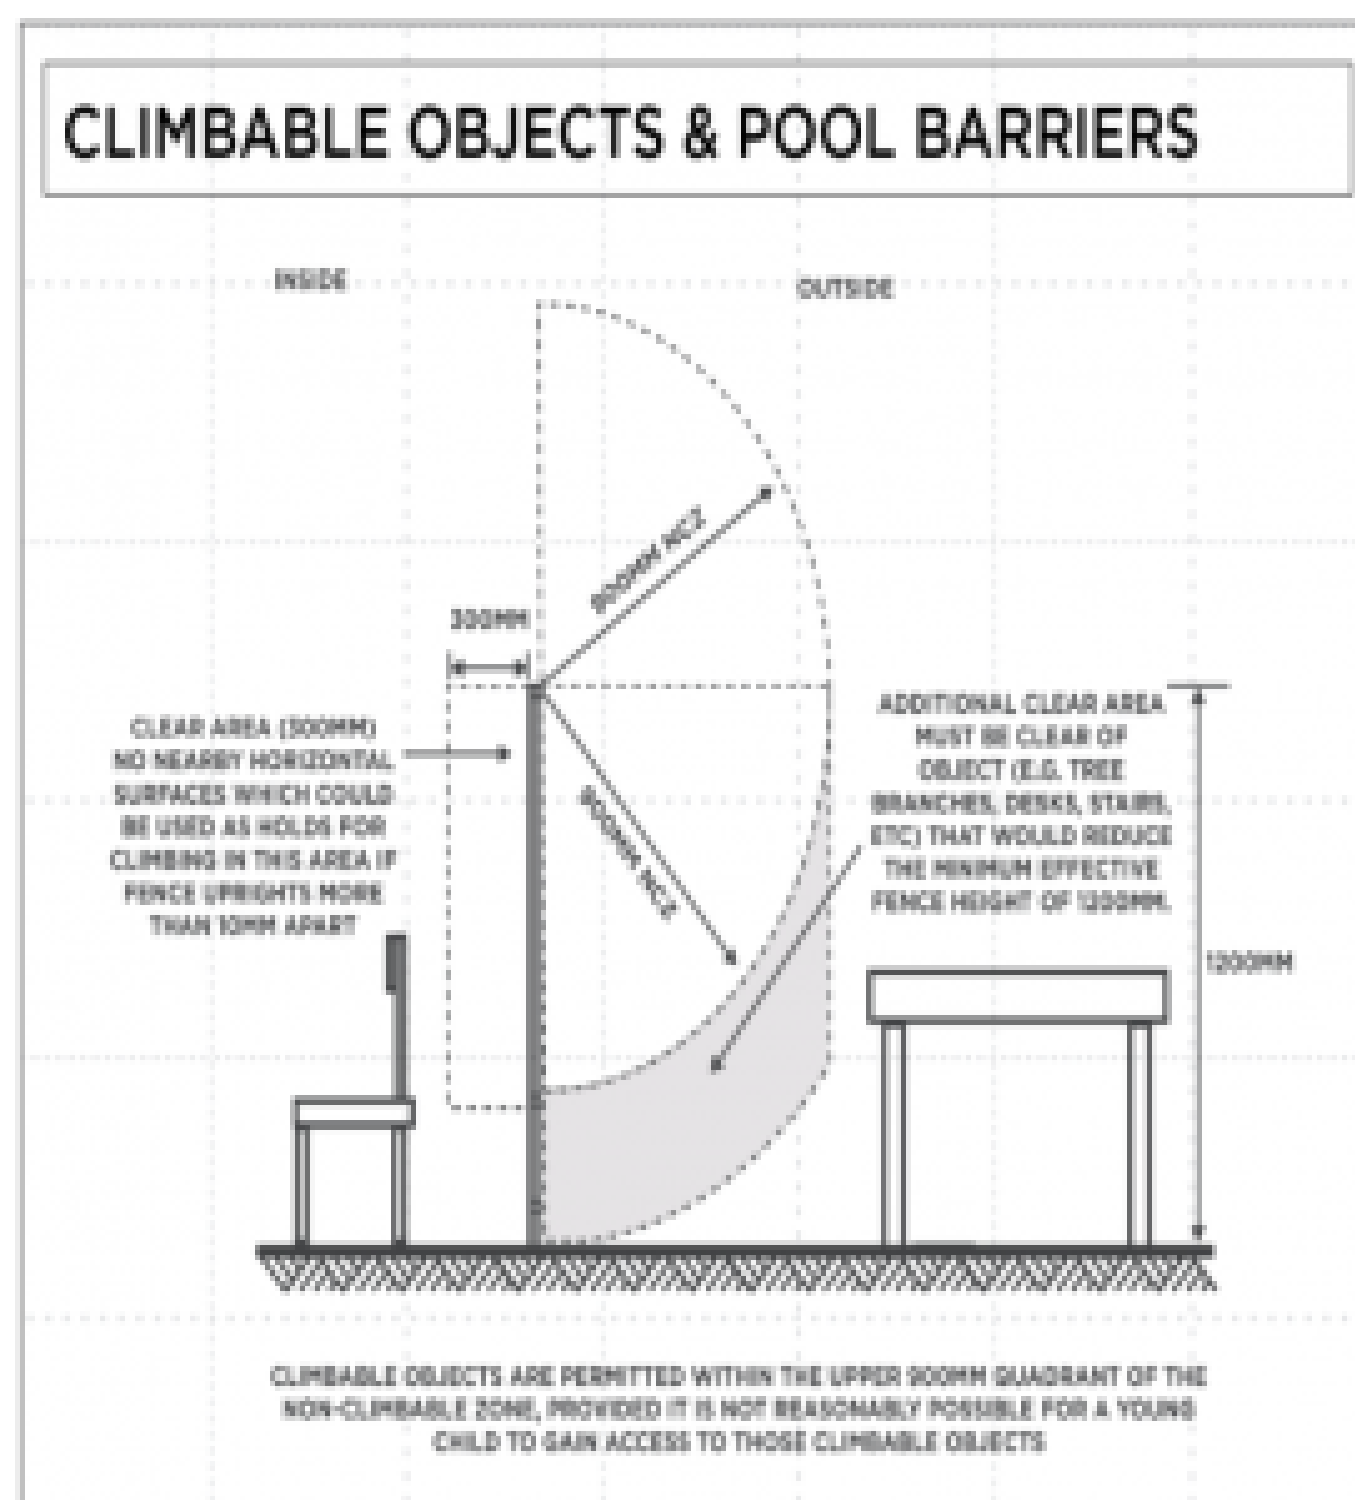 CLIMBABLE OBJECTS & POOL BARRIERS
INSIDE
OUTSIDE
900MM NCZ
300MM
CLEAR AREA (300MM)
NO NEARBY HORIZONTAL
SURFACES WHICH COULD
BE USED AS HOLDS FOR
CLIMBING IN THIS AREA IF
FENCE UPRIGHTS MORE
THAN 10MM APART
900MM NCZ
ADDITIONAL CLEAR AREA
MUST BE CLEAR OF
OBJECT (E.G. TREE
BRANCHES, DESKS, STAIRS,
ETC) THAT WOULD REDUCE
THE MINIMUM EFFECTIVE
FENCE HEIGHT OF 1200MM.
1200MM
CLIMBABLE OBJECTS ARE PERMITTED WITHIN THE UPPER 900MM QUADRANT OF THE
NON-CLIMBABLE ZONE, PROVIDED IT IS NOT REASONABLY POSSIBLE FOR A YOUNG
CHILD TO GAIN ACCESS TO THOSE CLIMBABLE OBJECTS